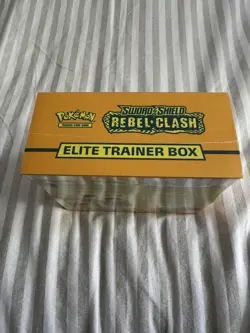 Pokémon
TRADING CARD GAME
SWORD & SHIELD
REBEL CLASH
ELITE TRAINER BOX